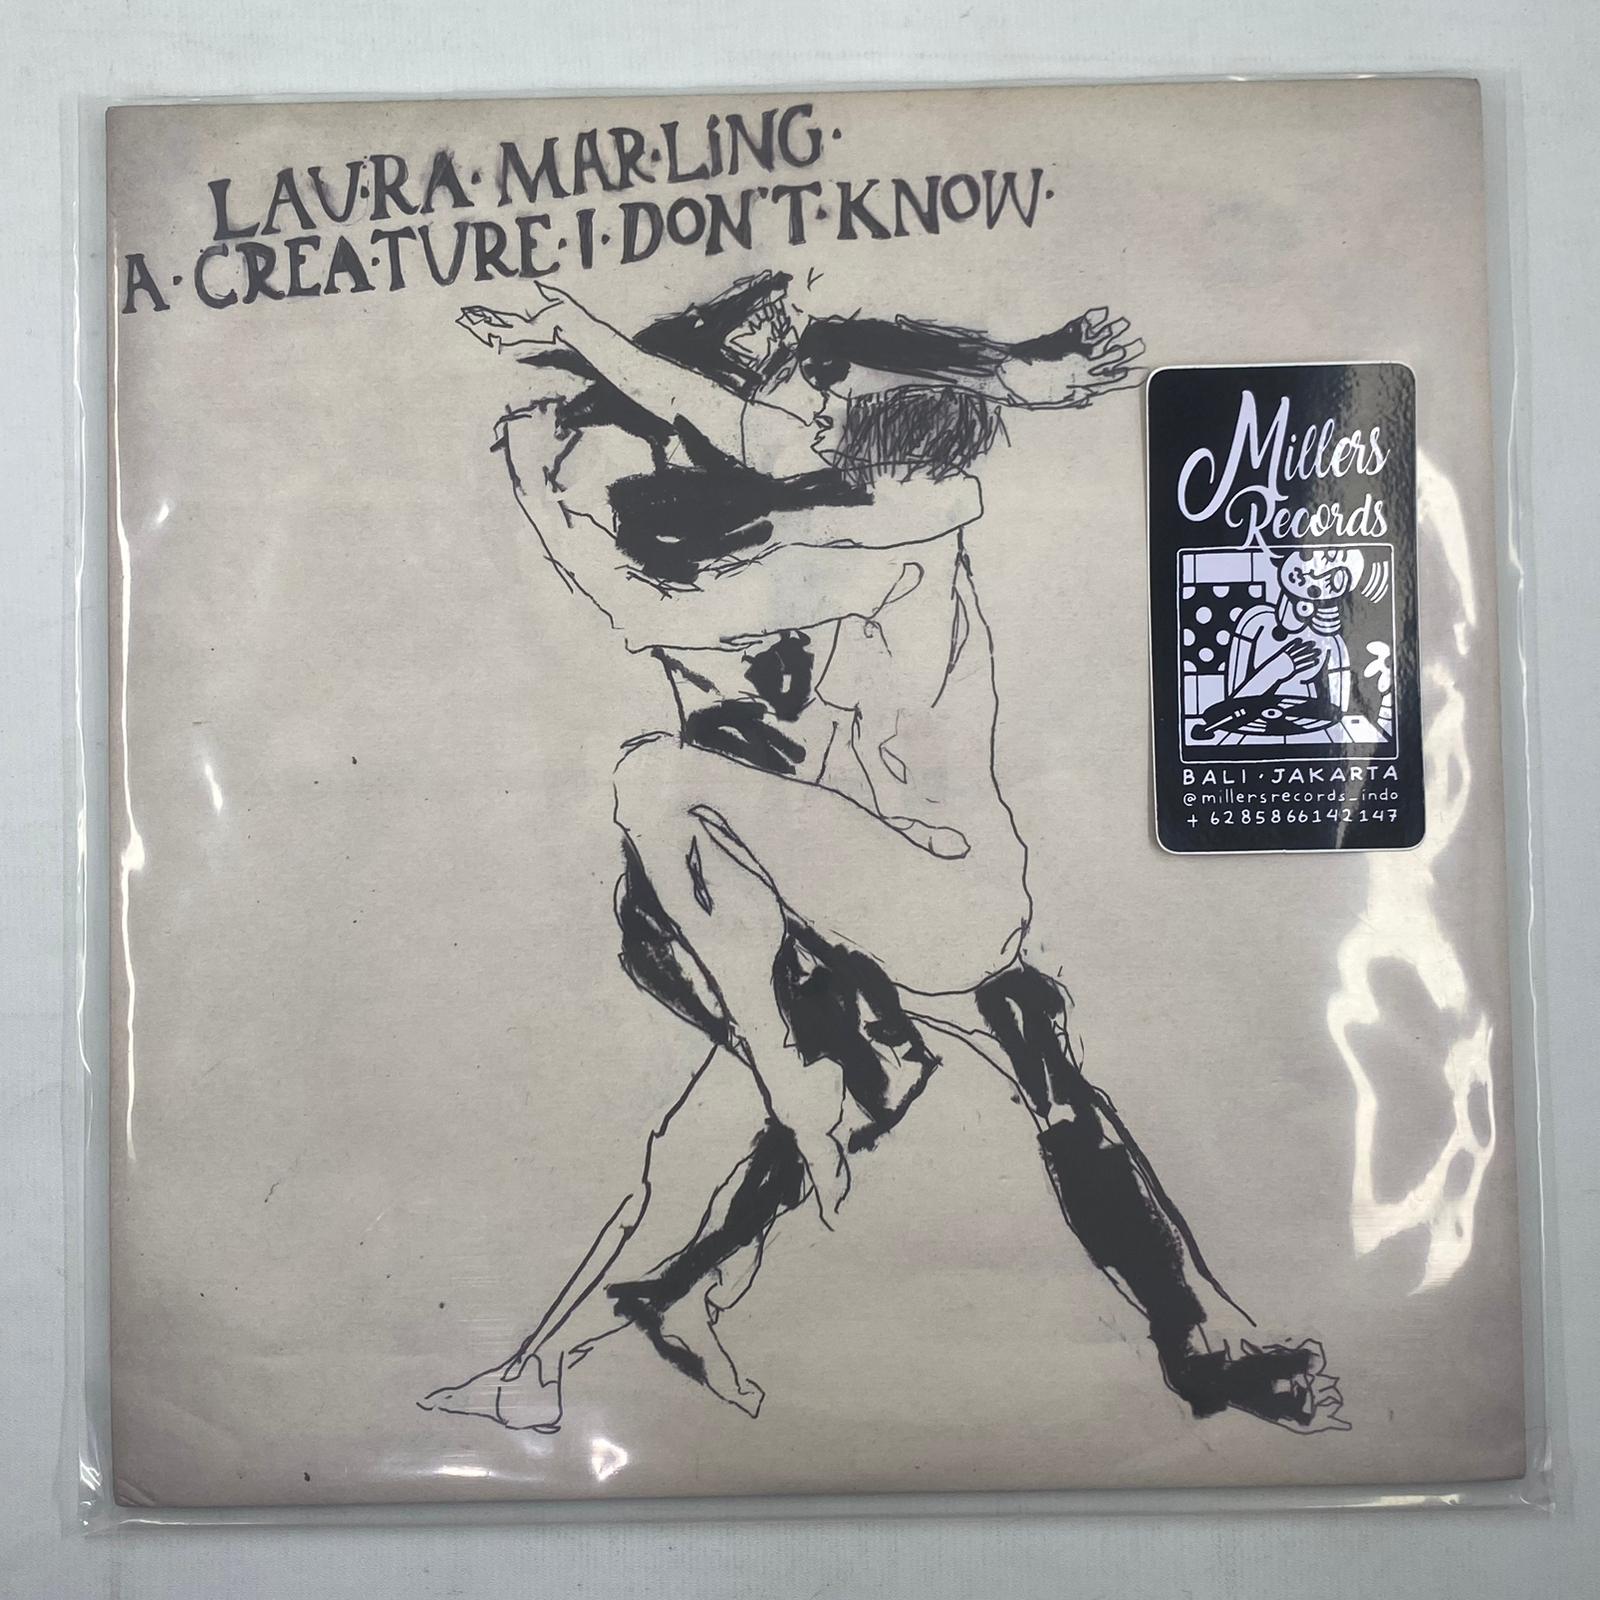 LAU·RA· MAR·LiNG·
A·CREA·TURE·I·DON'T·KNOW·
Millers
Records
BALI · JAKARTA
@millersrecords_indo
+ 6285866142147